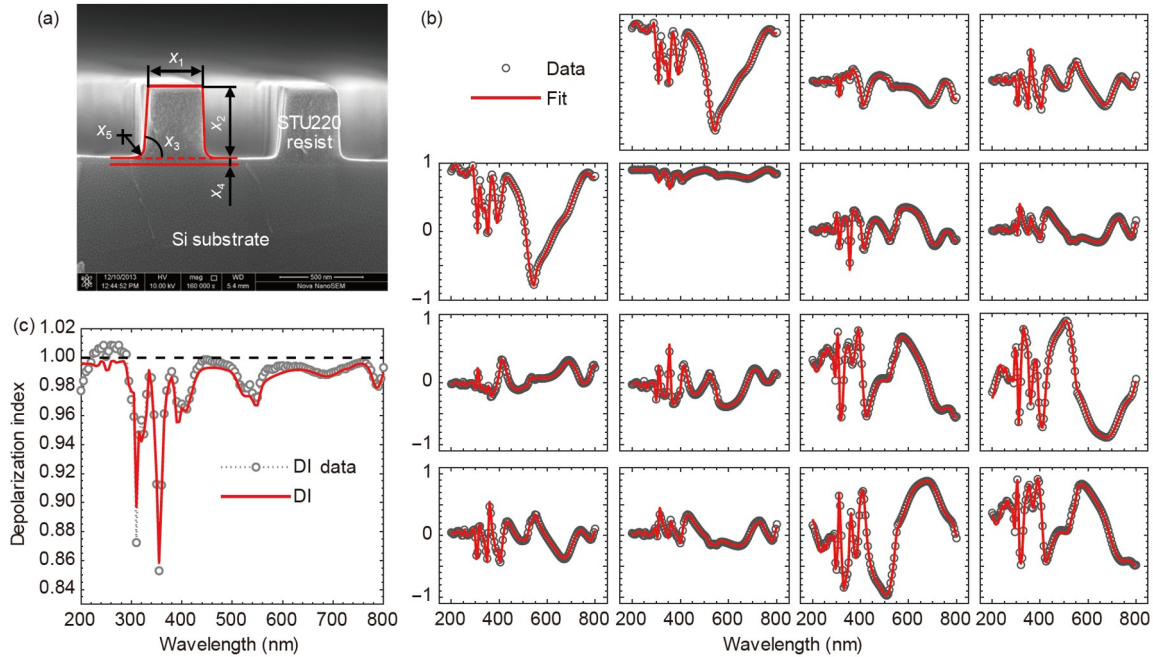 (a)
x1
x2
x3
x4
x5
STU220
resist
Si substrate
12/10/2013 HV mag WD 500 nm
12:44:52 PM 10.00 kV 160 000 x 5.4 mm Nova NanoSEM
(b)
Data
Fit
1
0
−1
1
0
−1
1
0
−1
200 400 600 800 200 400 600 800 200 400 600 800 200 400 600 800
Wavelength (nm) Wavelength (nm)
(c)
Depolarization index
1.02
1.00
0.98
0.96
0.94
0.92
0.90
0.88
0.86
0.84
DI data
DI
200 300 400 500 600 700 800
Wavelength (nm)